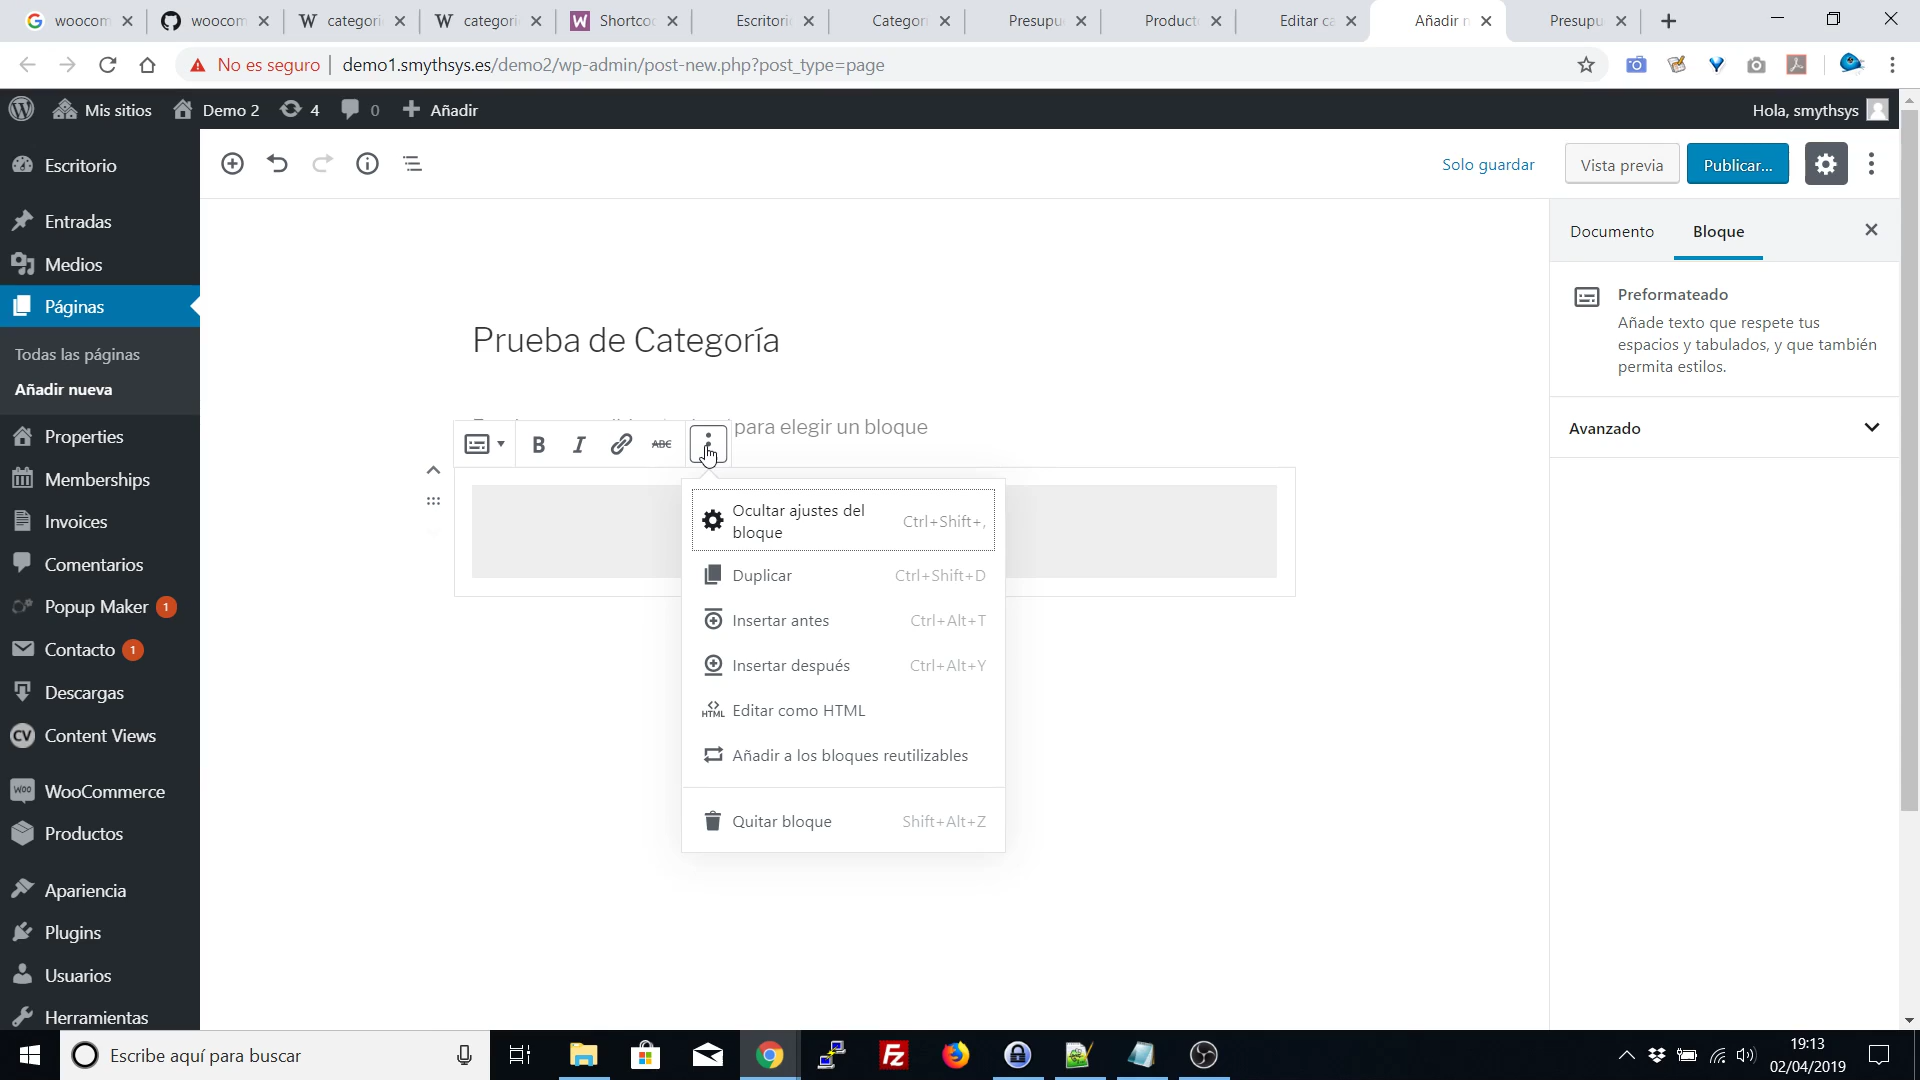 woocom
woocom
categori
categori
Shortcoc
Escritori
Categor
Presupu
Product
Editar ca
Añadir n
Presupu
No es seguro
demo1.smythsys.es/demo2/wp-admin/post-new.php?post_type=page
Mis sitios
Demo 2
4
0
Añadir
Hola, smythsys
Escritorio
Entradas
Medios
Páginas
Todas las páginas
Añadir nueva
Properties
Memberships
Invoices
Comentarios
Popup Maker 1
Contacto 1
Descargas
CV Content Views
WOO WooCommerce
Productos
Apariencia
Plugins
Usuarios
Herramientas
Solo guardar
Vista previa
Publicar...
Prueba de Categoría
para elegir un bloque
B I ABC
Ocultar ajustes del
bloque
Ctrl+Shift+,
Duplicar Ctrl+Shift+D
Insertar antes Ctrl+Alt+T
Insertar después Ctrl+Alt+Y
HTML Editar como HTML
Añadir a los bloques reutilizables
Quitar bloque Shift+Alt+Z
Documento
Bloque
Preformateado
Añade texto que respete tus
espacios y tabulados, y que también
permita estilos.
Avanzado
Escribe aquí para buscar
19:13
02/04/2019